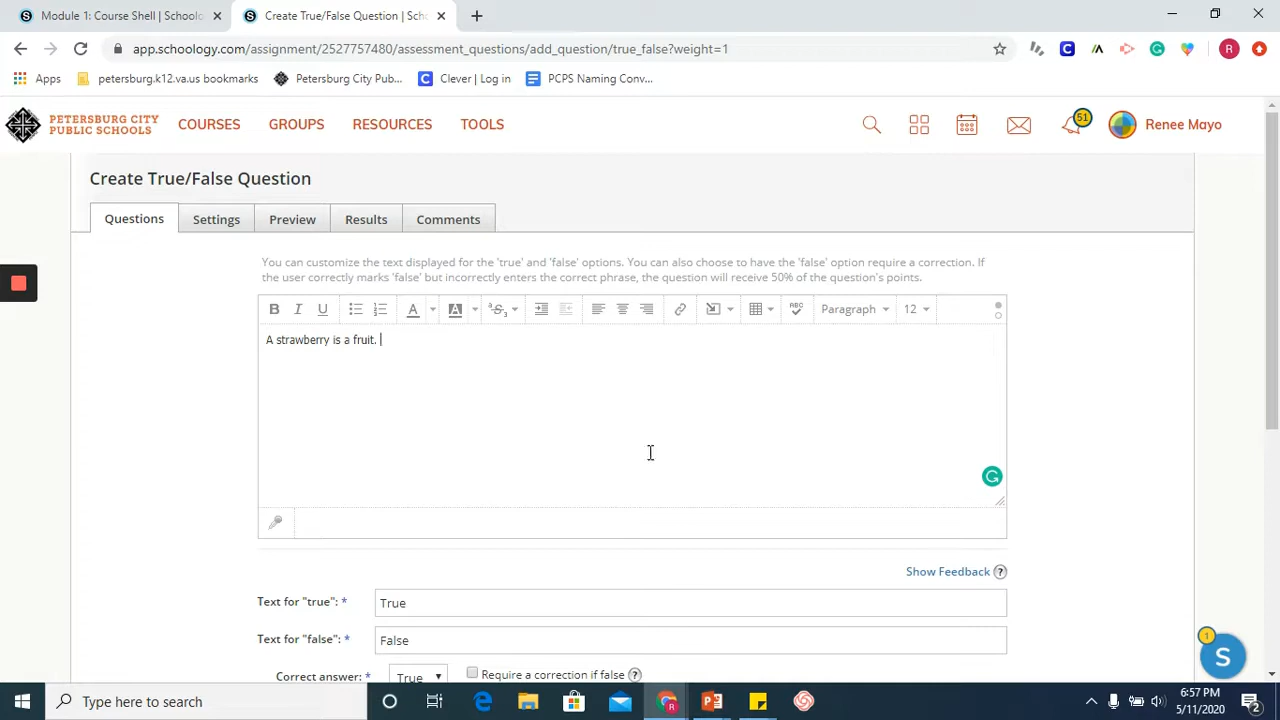 Module 1: Course Shell | Schoolo
Create True/False Question | Scho
app.schoology.com/assignment/2527757480/assessment_questions/add_question/true_false?weight=1
R
Apps
petersburg.k12.va.us bookmarks
Petersburg City Pub...
Clever | Log in
PCPS Naming Conv...
PETERSBURG CITY
PUBLIC SCHOOLS
COURSES
GROUPS
RESOURCES
TOOLS
51
Renee Mayo
Create True/False Question
Questions
Settings
Preview
Results
Comments
You can customize the text displayed for the 'true' and 'false' options. You can also choose to have the 'false' option require a correction. If
the user correctly marks 'false' but incorrectly enters the correct phrase, the question will receive 50% of the question's points.
B I U A A ABC Paragraph 12
A strawberry is a fruit.
Show Feedback ?
Text for "true": * True
Text for "false": * False
Correct answer: * True Require a correction if false ?
1
S
Type here to search
6:57 PM
5/11/2020
2